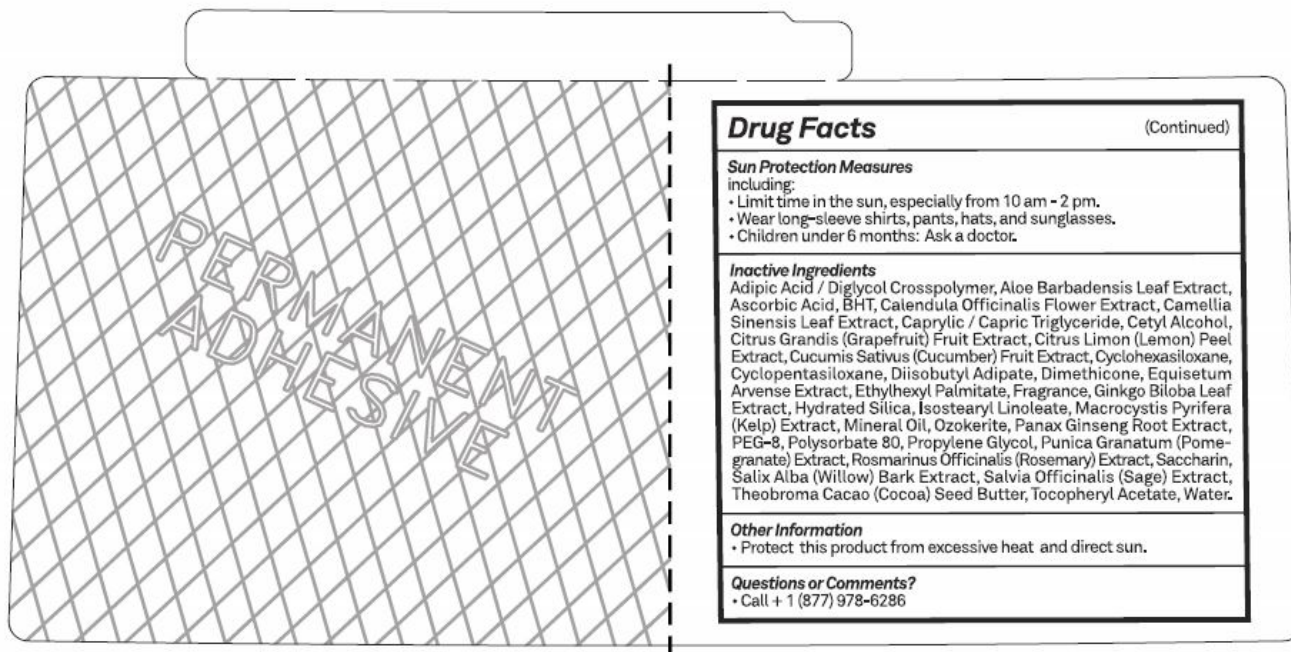 PERMANENT
ADHESIVE
Drug Facts (Continued)
Sun Protection Measures
including:
• Limit time in the sun, especially from 10 am - 2 pm.
• Wear long-sleeve shirts, pants, hats, and sunglasses.
• Children under 6 months: Ask a doctor.
Inactive Ingredients
Adipic Acid / Diglycol Crosspolymer, Aloe Barbadensis Leaf Extract,
Ascorbic Acid, BHT, Calendula Officinalis Flower Extract, Camellia
Sinensis Leaf Extract, Caprylic / Capric Triglyceride, Cetyl Alcohol,
Citrus Grandis (Grapefruit) Fruit Extract, Citrus Limon (Lemon) Peel
Extract, Cucumis Sativus (Cucumber) Fruit Extract, Cyclohexasiloxane,
Cyclopentasiloxane, Diisobutyl Adipate, Dimethicone, Equisetum
Arvense Extract, Ethylhexyl Palmitate, Fragrance, Ginkgo Biloba Leaf
Extract, Hydrated Silica, Isostearyl Linoleate, Macrocystis Pyrifera
(Kelp) Extract, Mineral Oil, Ozokerite, Panax Ginseng Root Extract,
PEG-8, Polysorbate 80, Propylene Glycol, Punica Granatum (Pome-
granate) Extract, Rosmarinus Officinalis (Rosemary) Extract, Saccharin,
Salix Alba (Willow) Bark Extract, Salvia Officinalis (Sage) Extract,
Theobroma Cacao (Cocoa) Seed Butter, Tocopheryl Acetate, Water.
Other Information
• Protect this product from excessive heat and direct sun.
Questions or Comments?
• Call + 1 (877) 978-6286